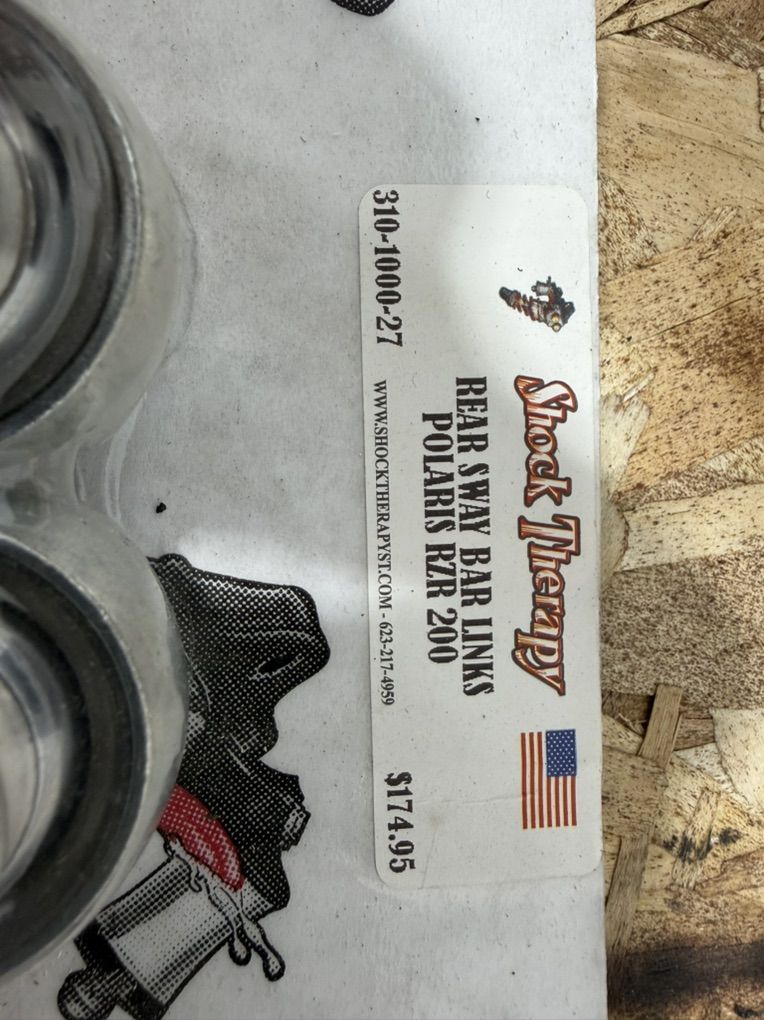 Shock Therapy
REAR SWAY BAR LINKS
POLARIS RZR 200
310-1000-27
WWW.SHOCKTHERAPYST.COM - 623-217-4959
$174.95